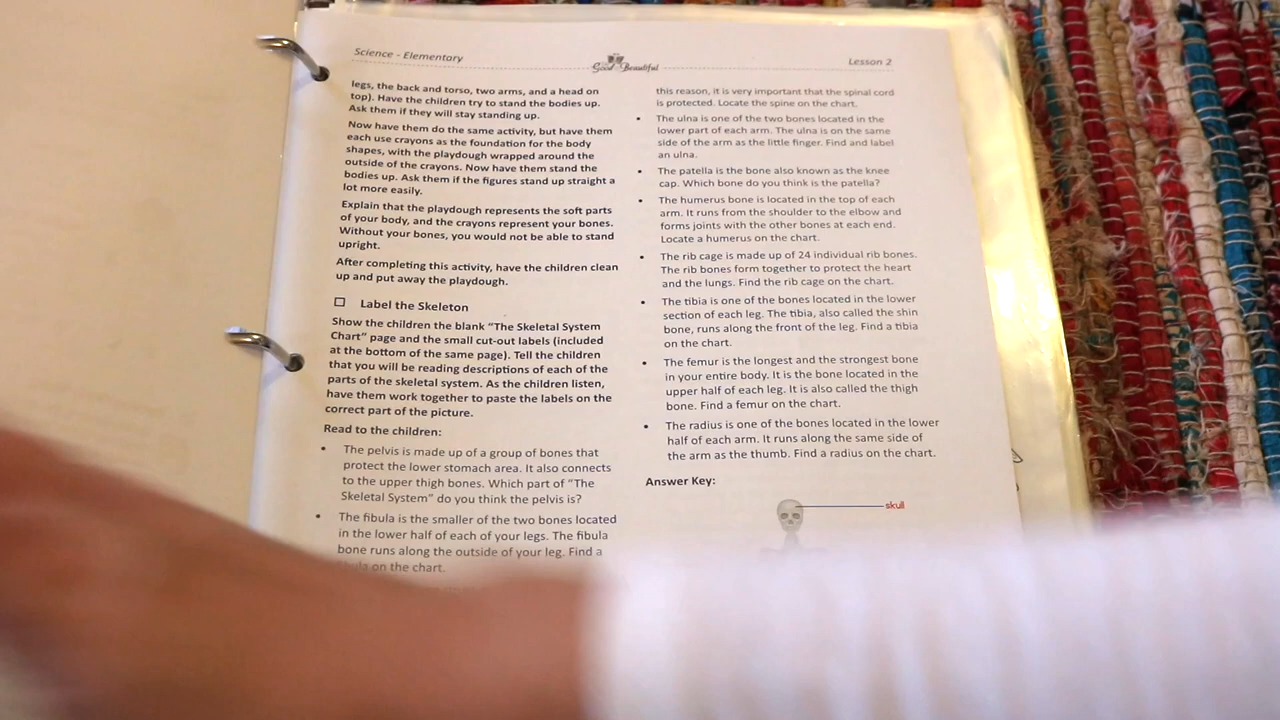 Science - Elementary
Good & Beautiful
Lesson 2
legs, the back and torso, two arms, and a head on
top). Have the children try to stand the bodies up.
Ask them if they will stay standing up.
Now have them do the same activity, but have them
each use crayons as the foundation for the body
shapes, with the playdough wrapped around the
outside of the crayons. Now have them stand the
bodies up. Ask them if the figures stand up straight a
lot more easily.
Explain that the playdough represents the soft parts
of your body, and the crayons represent your bones.
Without your bones, you would not be able to stand
upright.
After completing this activity, have the children clean
up and put away the playdough.
Label the Skeleton
Show the children the blank “The Skeletal System
Chart” page and the small cut-out labels (included
at the bottom of the same page). Tell the children
that you will be reading descriptions of each of the
parts of the skeletal system. As the children listen,
have them work together to paste the labels on the
correct part of the picture.
Read to the children:
• The pelvis is made up of a group of bones that
protect the lower stomach area. It also connects
to the upper thigh bones. Which part of “The
Skeletal System” do you think the pelvis is?
• The fibula is the smaller of the two bones located
in the lower half of each of your legs. The fibula
bone runs along the outside of your leg. Find a
on the chart.
this reason, it is very important that the spinal cord
is protected. Locate the spine on the chart.
• The ulna is one of the two bones located in the
lower part of each arm. The ulna is on the same
side of the arm as the little finger. Find and label
an ulna.
• The patella is the bone also known as the knee
cap. Which bone do you think is the patella?
• The humerus bone is located in the top of each
arm. It runs from the shoulder to the elbow and
forms joints with the other bones at each end.
Locate a humerus on the chart.
• The rib cage is made up of 24 individual rib bones.
The rib bones form together to protect the heart
and the lungs. Find the rib cage on the chart.
• The tibia is one of the bones located in the lower
section of each leg. The tibia, also called the shin
bone, runs along the front of the leg. Find a tibia
on the chart.
• The femur is the longest and the strongest bone
in your entire body. It is the bone located in the
upper half of each leg. It is also called the thigh
bone. Find a femur on the chart.
• The radius is one of the bones located in the lower
half of each arm. It runs along the same side of
the arm as the thumb. Find a radius on the chart.
Answer Key:
skull